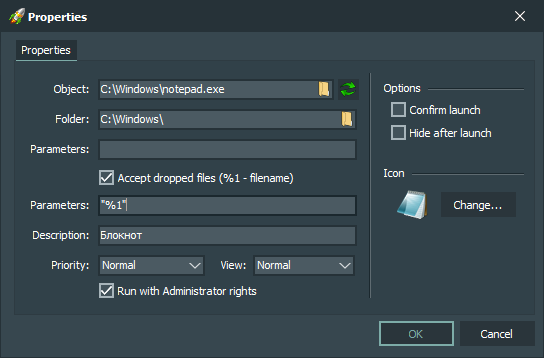 Properties
Properties
Object: C:\Windows\notepad.exe
Folder: C:\Windows\
Parameters:
Accept dropped files (%1 - filename)
Parameters: "%1"
Description: Блокнот
Priority: Normal View: Normal
Run with Administrator rights
Options
Confirm launch
Hide after launch
Icon
Change...
OK Cancel